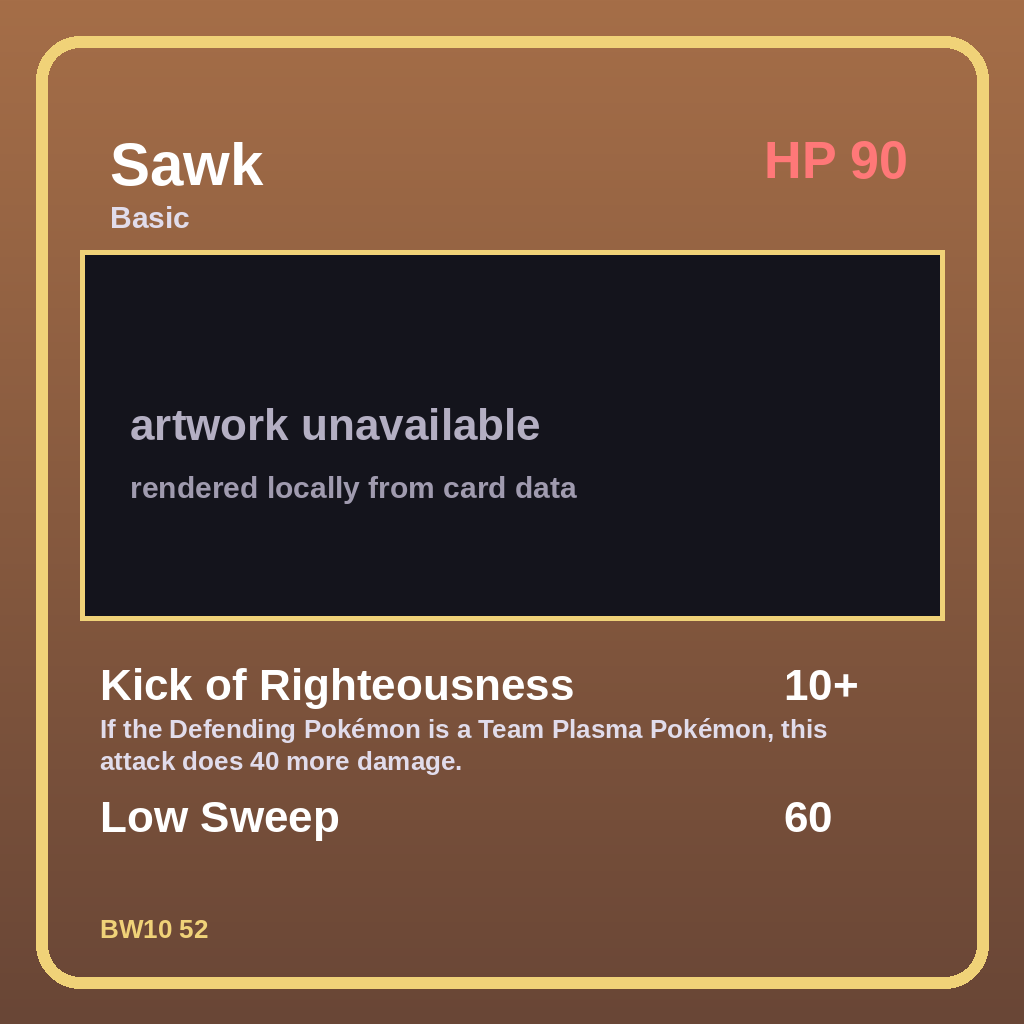 Sawk
HP 90
Basic
artwork unavailable
rendered locally from card data
Kick of Righteousness 10+
If the Defending Pokémon is a Team Plasma Pokémon, this
attack does 40 more damage.
Low Sweep 60
BW10 52